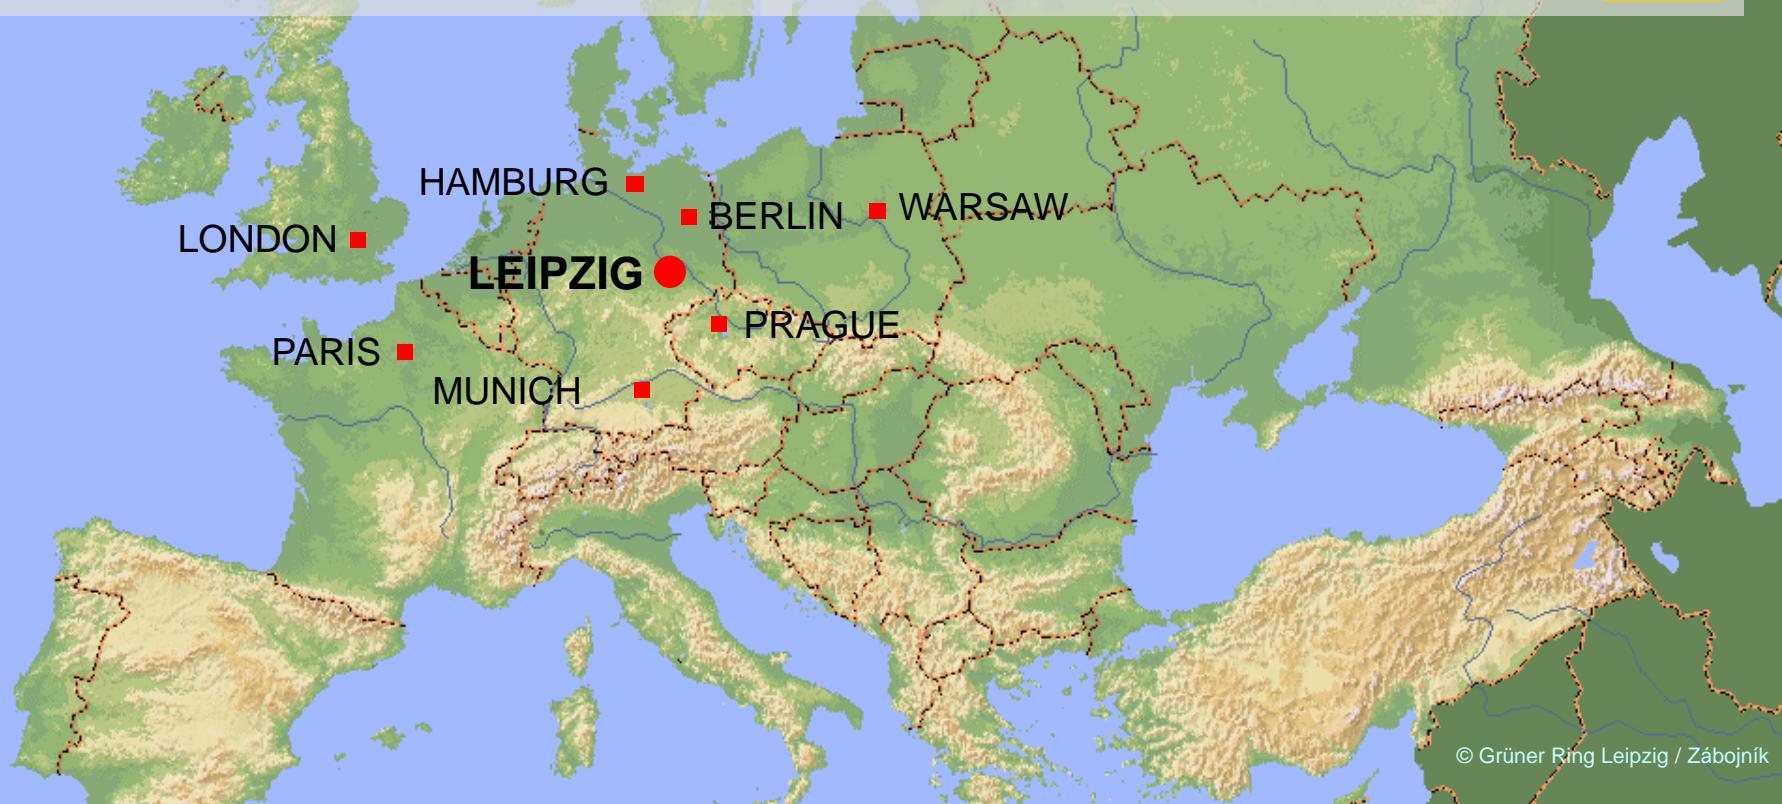 HAMBURG
BERLIN
WARSAW
LONDON
LEIPZIG
PRAGUE
PARIS
MUNICH
© Grüner Ring Leipzig / Zábojník